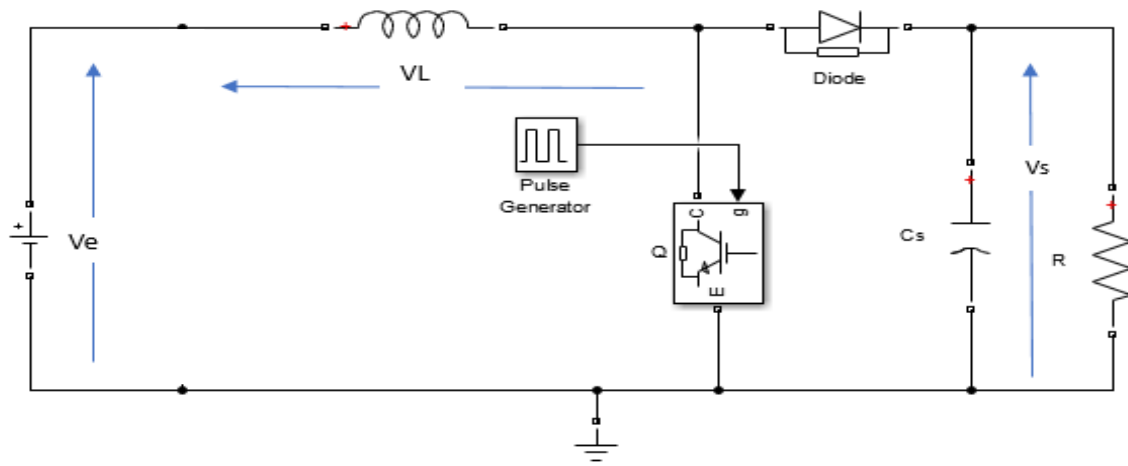 VL
Diode
Pulse
Generator
Ve
+
C
g
Q
E
Cs
Vs
R